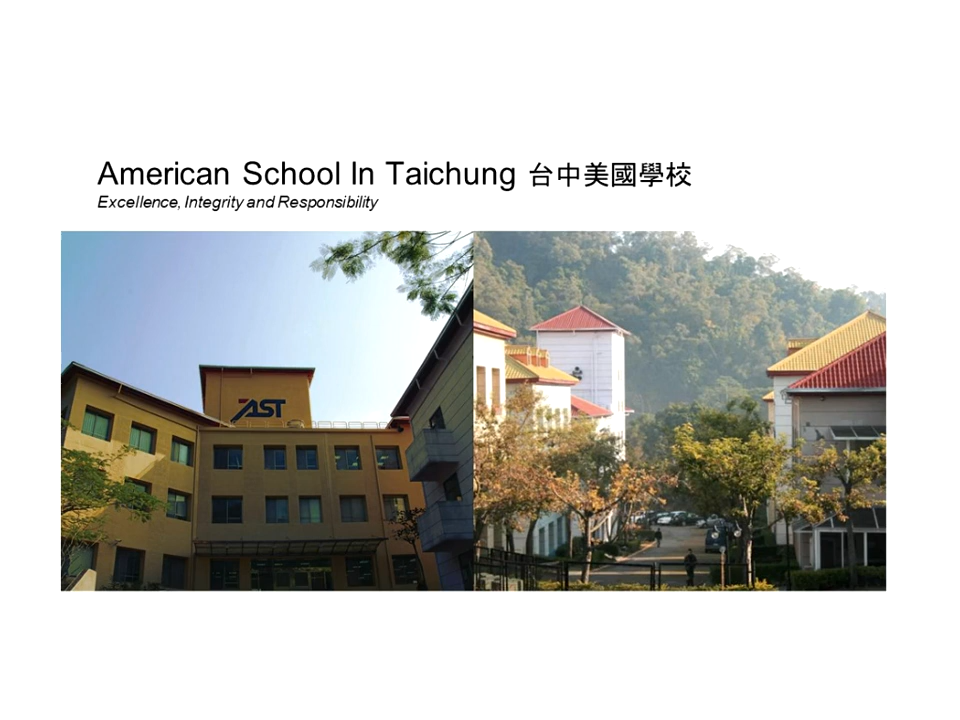 American School In Taichung 台中美國學校
Excellence, Integrity and Responsibility
AST